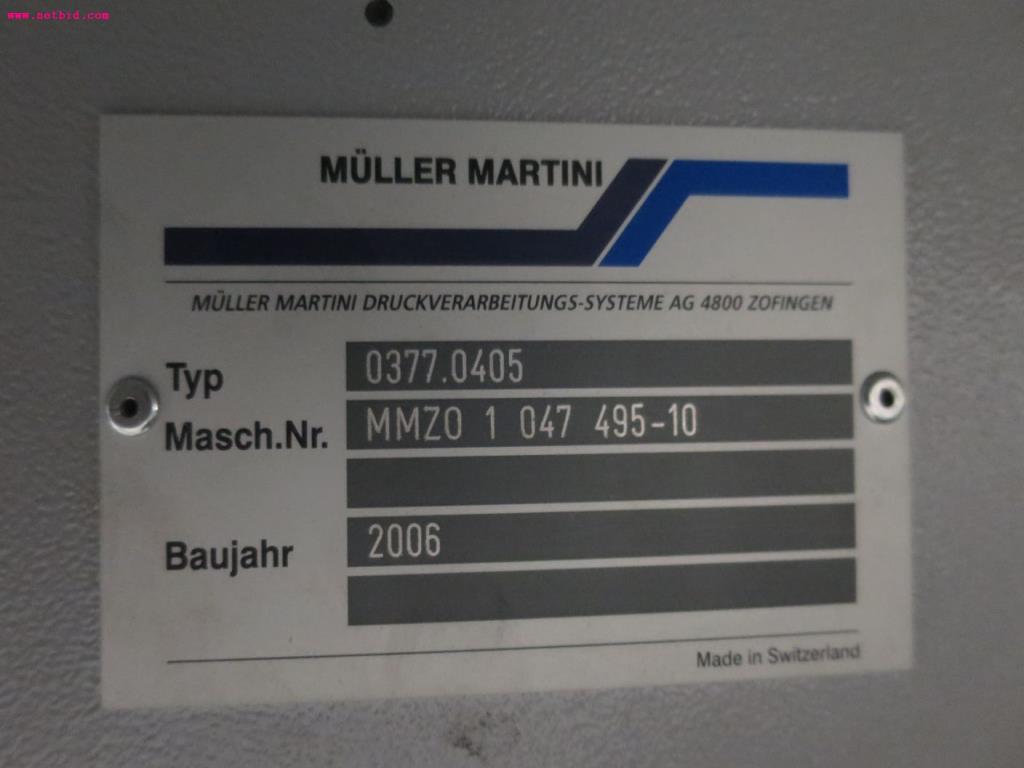 www.netbid.com
MÜLLER MARTINI
MÜLLER MARTINI DRUCKVERARBEITUNGS-SYSTEME AG 4800 ZOFINGEN
Typ 0377.0405
Masch.Nr. MMZO 1 047 495-10
Baujahr 2006
Made in Switzerland